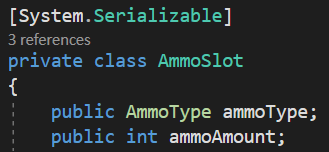 [System.Serializable]
3 references
private class AmmoSlot
{
public AmmoType ammoType;
public int ammoAmount;